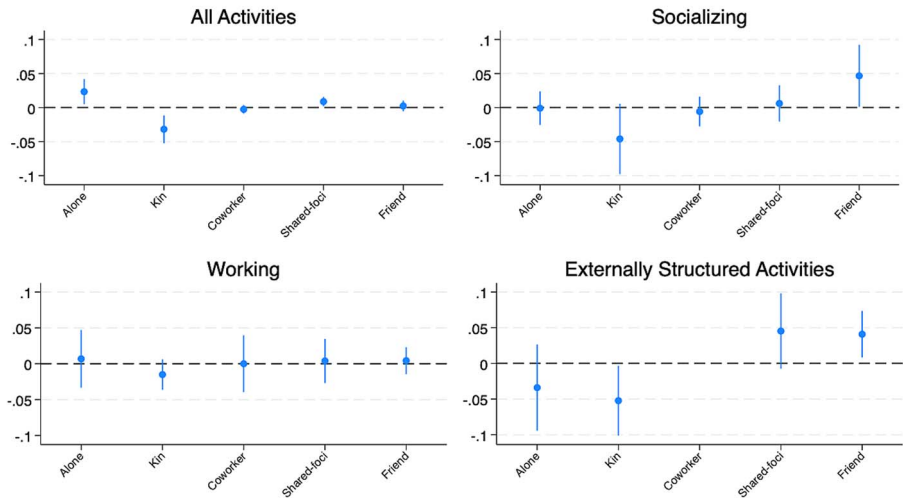 All Activities
.1
.05
0
-.05
-.1
Alone
Kin
Coworker
Shared-foci
Friend
Socializing
.1
.05
0
-.05
-.1
Alone
Kin
Coworker
Shared-foci
Friend
Working
.1
.05
0
-.05
-.1
Alone
Kin
Coworker
Shared-foci
Friend
Externally Structured Activities
.1
.05
0
-.05
-.1
Alone
Kin
Coworker
Shared-foci
Friend